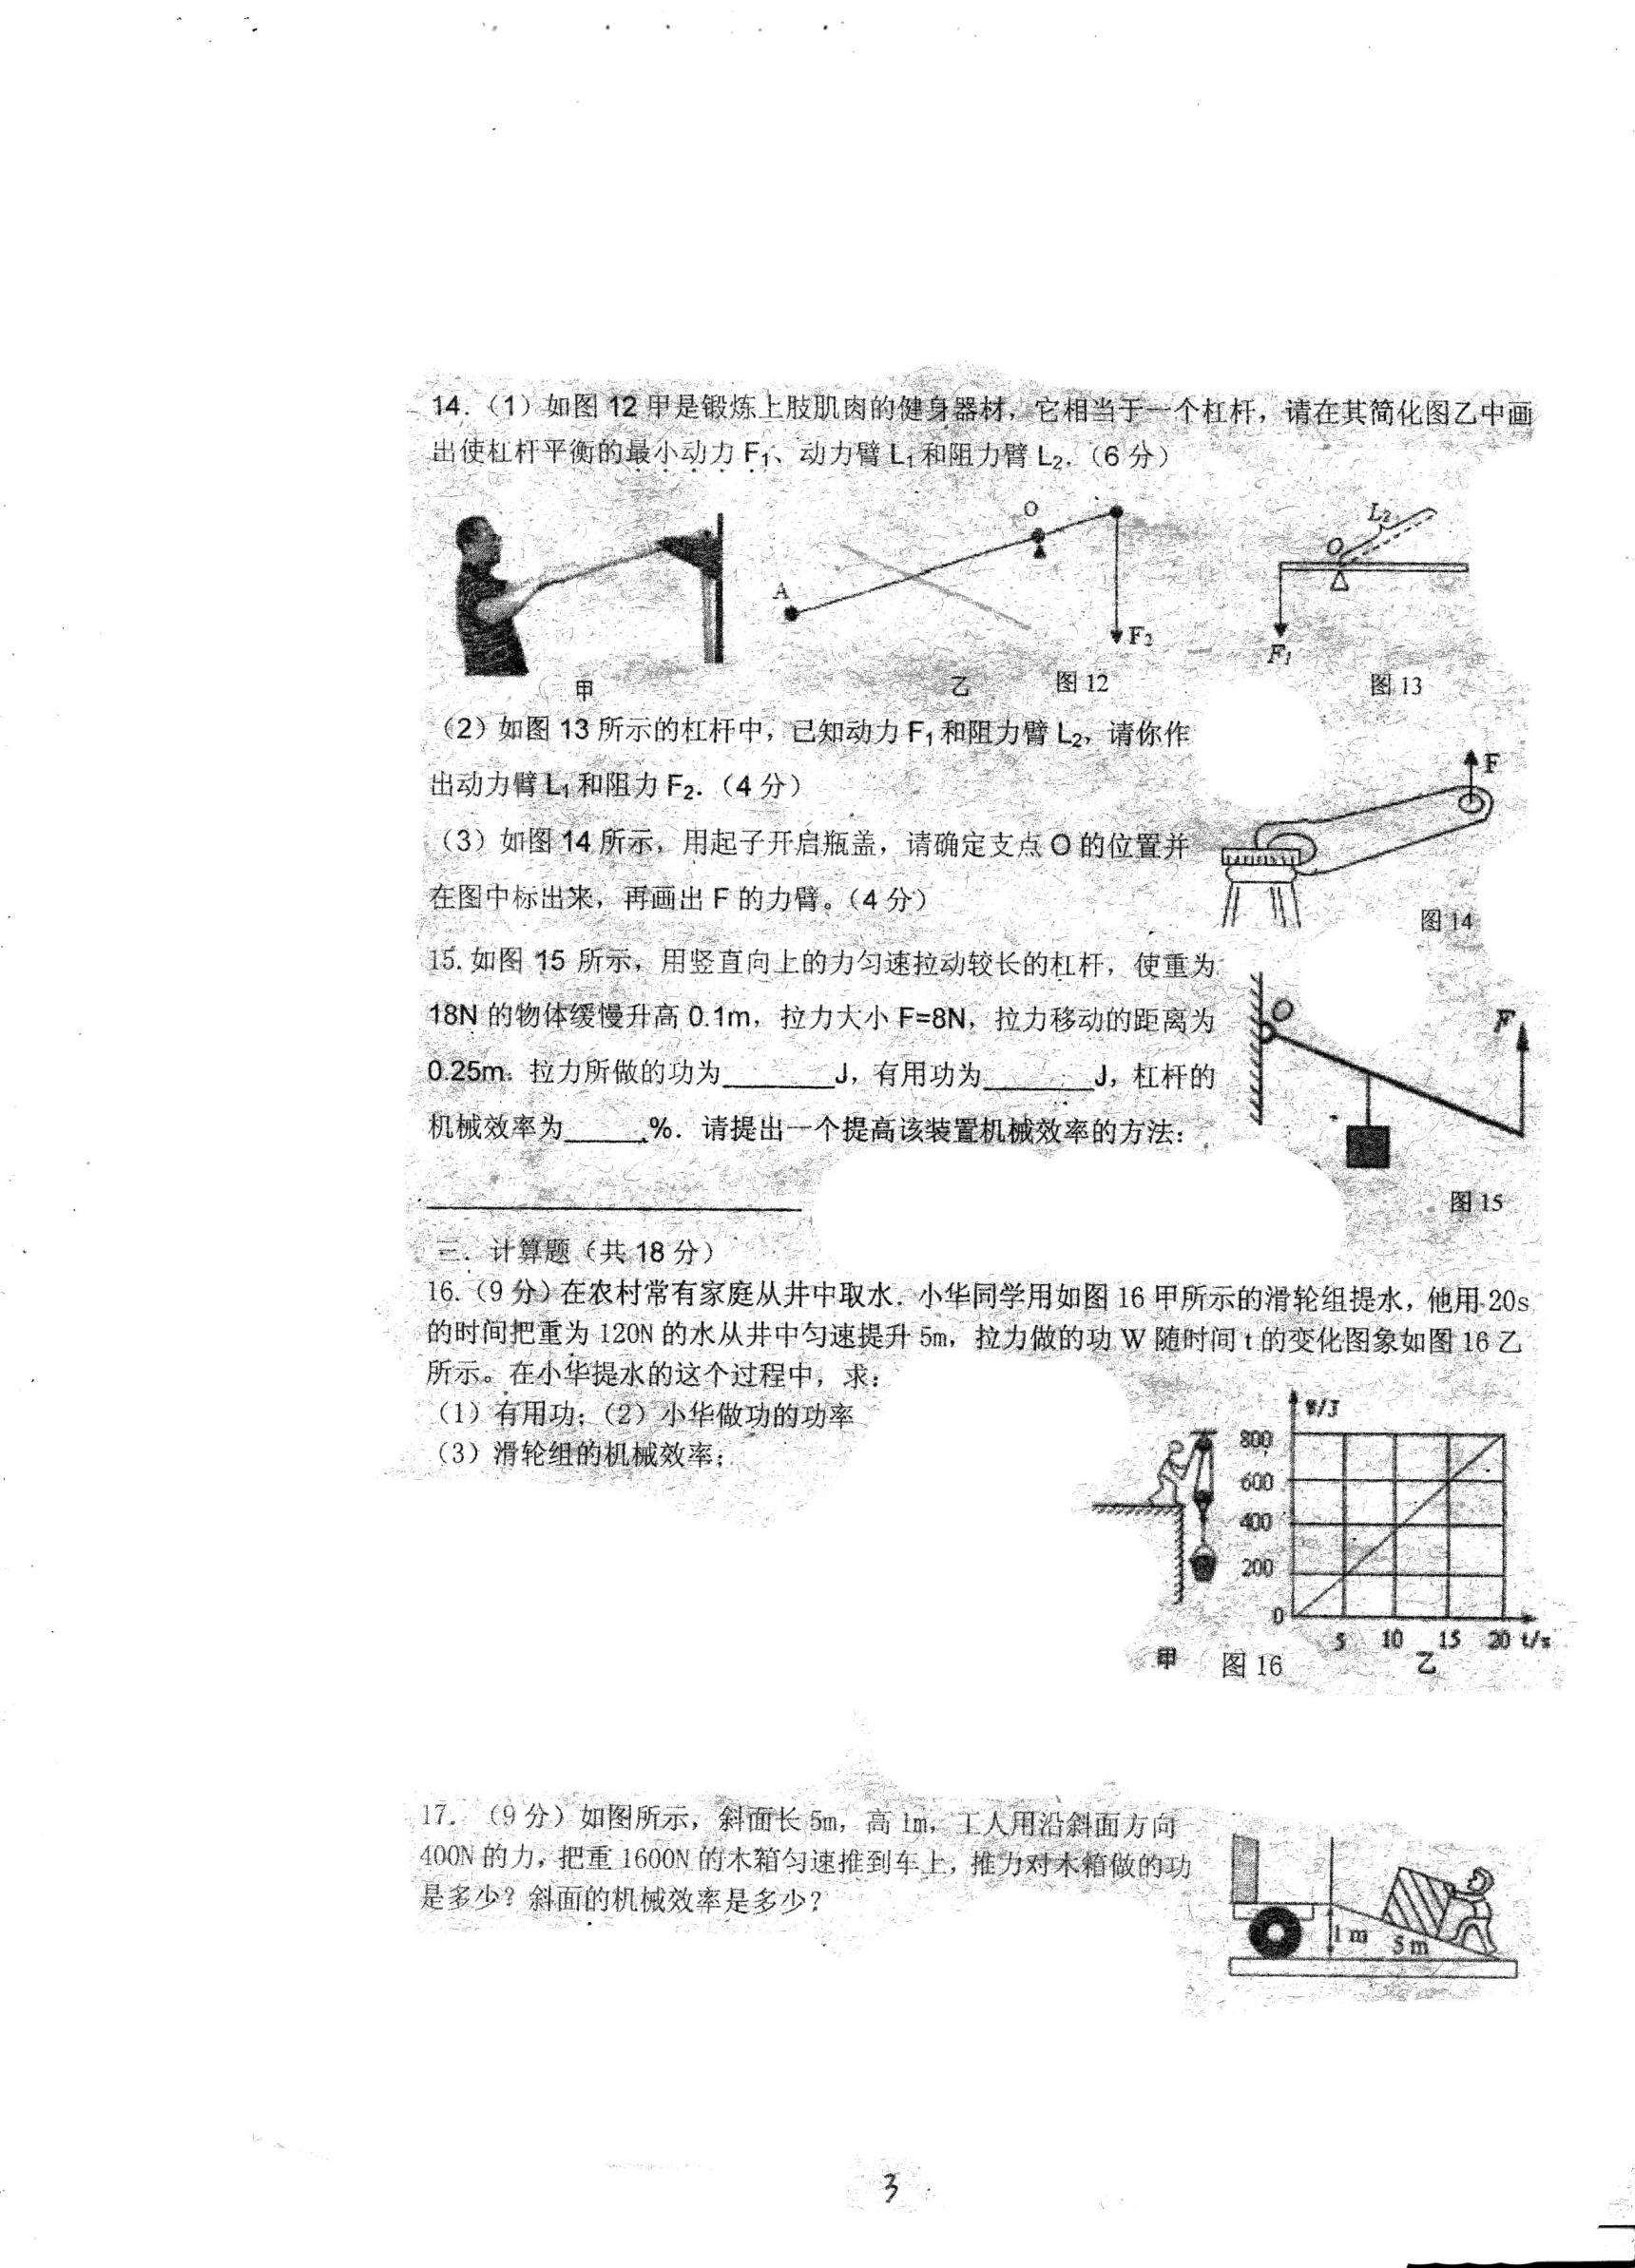 14.（1）如图 12 甲是锻炼上肢肌肉的健身器材，它相当于一个杠杆，请在其简化图乙中画
出使杠杆平衡的最小动力 F₁、动力臂 L₁和阻力臂 L₂.（6 分）
O
A
F₂
甲
乙
图 12
L₂
O
F₁
图 13
（2）如图 13 所示的杠杆中，已知动力 F₁ 和阻力臂 L₂，请你作
出动力臂 L₁ 和阻力 F₂.（4 分）
（3）如图 14 所示，用起子开启瓶盖，请确定支点 O 的位置并
在图中标出来，再画出 F 的力臂。（4 分）
F
图 14
15. 如图 15 所示，用竖直向上的力匀速拉动较长的杠杆，使重为
18N 的物体缓慢升高 0.1m，拉力大小 F=8N，拉力移动的距离为
0.25m. 拉力所做的功为______J，有用功为______J，杠杆的
机械效率为_____%. 请提出一个提高该装置机械效率的方法：
O
F
图 15
三. 计算题（共 18 分）
16.（9 分）在农村常有家庭从井中取水. 小华同学用如图 16 甲所示的滑轮组提水，他用 20s
的时间把重为 120N 的水从井中匀速提升 5m，拉力做的功 W 随时间 t 的变化图象如图 16 乙
所示。在小华提水的这个过程中，求：
（1）有用功；（2）小华做功的功率
（3）滑轮组的机械效率；
W/J
800
600
400
200
0
5 10 15 20 t/s
甲 图 16 乙
17. （9 分）如图所示，斜面长 5m，高 1m，工人用沿斜面方向
400N 的力，把重 1600N 的木箱匀速推到车上，推力对木箱做的功
是多少？斜面的机械效率是多少？
1 m
5 m
3